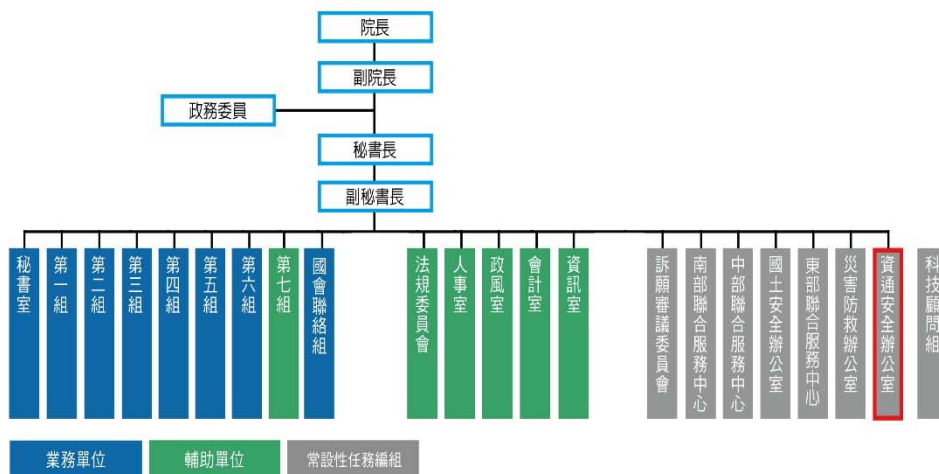 院長
副院長
政務委員
秘書長
副秘書長
秘書室
第一組
第二組
第三組
第四組
第五組
第六組
第七組
國會聯絡組
法規委員會
人事室
政風室
會計室
資訊室
訴願審議委員會
南部聯合服務中心
中部聯合服務中心
國土安全辦公室
東部聯合服務中心
災害防救辦公室
資通安全辦公室
科技顧問組
業務單位
輔助單位
常設性任務編組